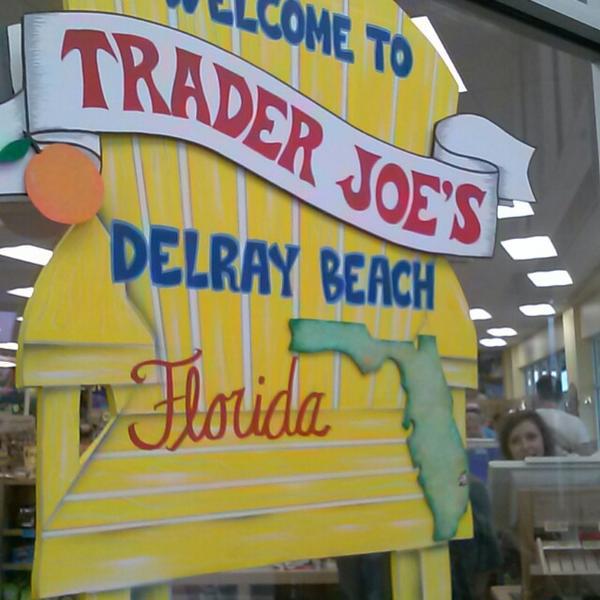 WELCOME TO
TRADER JOE'S
DELRAY BEACH
Florida